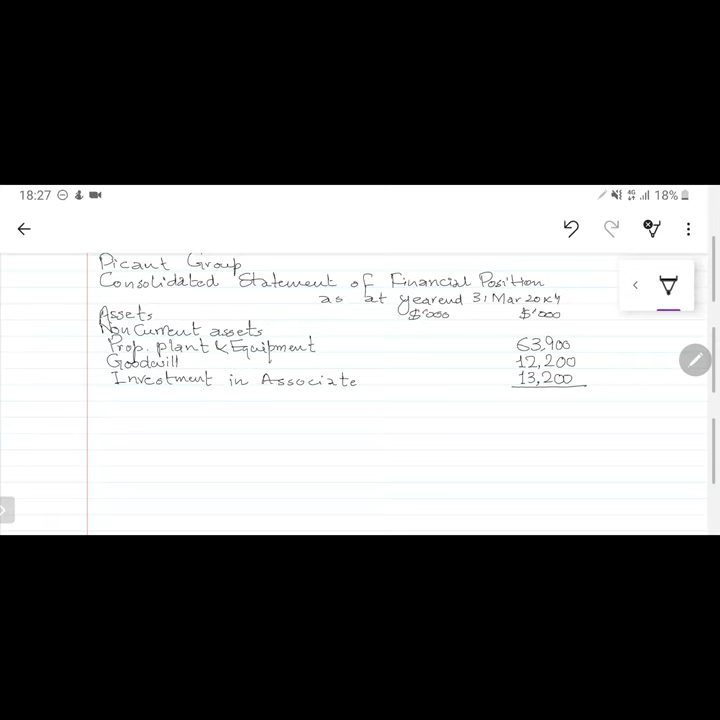 18:27 4G 18%
Picant Group
Consolidated Statement of Financial Position
as at yearend 31 Mar 20x4
Assets $'000 $'000
Non Current assets
Prop. plant & Equipment 63,900
Goodwill 12,200
Investment in Associate 13,200